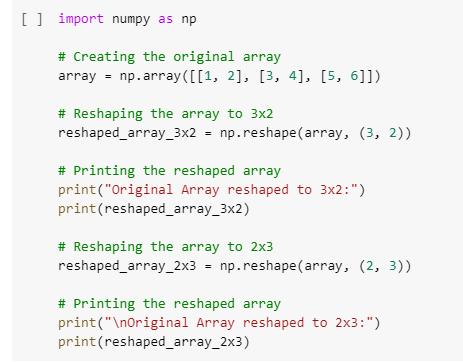 [ ] import numpy as np
# Creating the original array
array = np.array([[1, 2], [3, 4], [5, 6]])
# Reshaping the array to 3x2
reshaped_array_3x2 = np.reshape(array, (3, 2))
# Printing the reshaped array
print("Original Array reshaped to 3x2:")
print(reshaped_array_3x2)
# Reshaping the array to 2x3
reshaped_array_2x3 = np.reshape(array, (2, 3))
# Printing the reshaped array
print("\nOriginal Array reshaped to 2x3:")
print(reshaped_array_2x3)